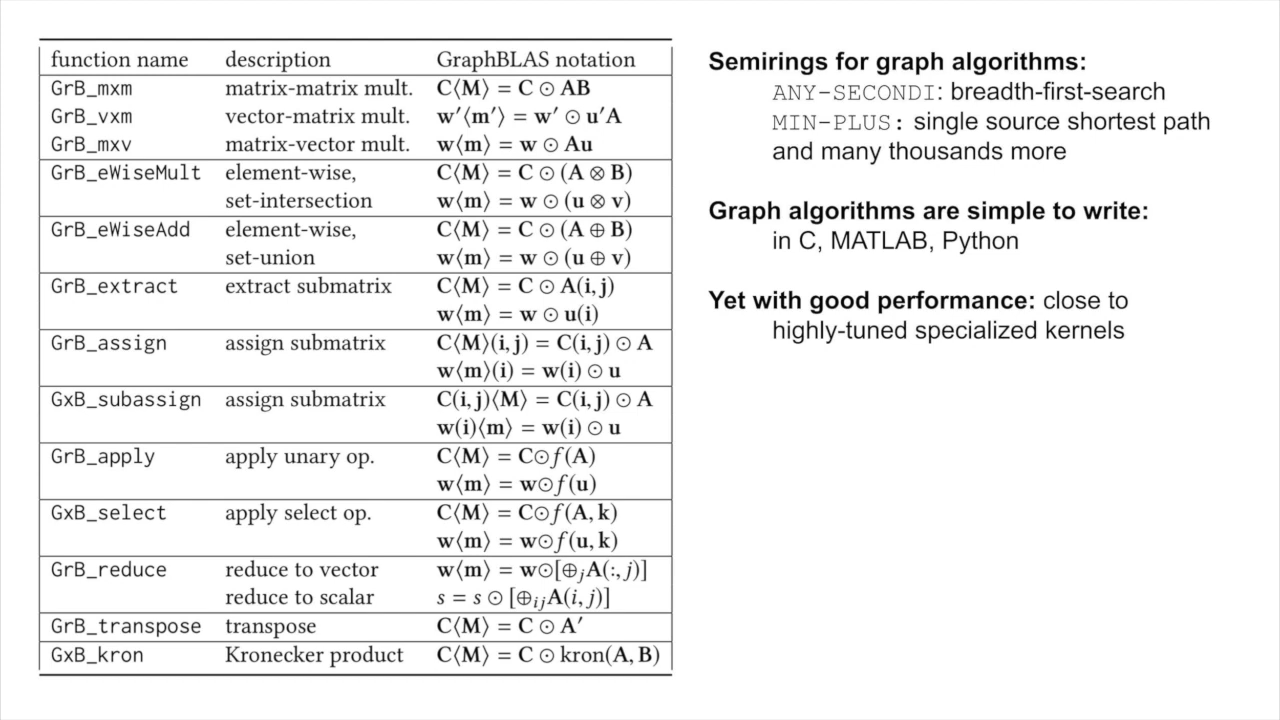 function name description GraphBLAS notation
GrB_mxm matrix-matrix mult. C⟨M⟩ = C ⊙ AB
GrB_vxm vector-matrix mult. w′⟨m′⟩ = w′ ⊙ u′A
GrB_mxv matrix-vector mult. w⟨m⟩ = w ⊙ Au
GrB_eWiseMult element-wise, C⟨M⟩ = C ⊙ (A ⊗ B)
set-intersection w⟨m⟩ = w ⊙ (u ⊗ v)
GrB_eWiseAdd element-wise, C⟨M⟩ = C ⊙ (A ⊕ B)
set-union w⟨m⟩ = w ⊙ (u ⊕ v)
GrB_extract extract submatrix C⟨M⟩ = C ⊙ A(i, j)
w⟨m⟩ = w ⊙ u(i)
GrB_assign assign submatrix C⟨M⟩(i, j) = C(i, j) ⊙ A
w⟨m⟩(i) = w(i) ⊙ u
GxB_subassign assign submatrix C(i, j)⟨M⟩ = C(i, j) ⊙ A
w(i)⟨m⟩ = w(i) ⊙ u
GrB_apply apply unary op. C⟨M⟩ = C⊙f(A)
w⟨m⟩ = w⊙f(u)
GxB_select apply select op. C⟨M⟩ = C⊙f(A, k)
w⟨m⟩ = w⊙f(u, k)
GrB_reduce reduce to vector w⟨m⟩ = w⊙[⊕ⱼA(:, j)]
reduce to scalar s = s ⊙ [⊕ᵢⱼA(i, j)]
GrB_transpose transpose C⟨M⟩ = C ⊙ A′
GxB_kron Kronecker product C⟨M⟩ = C ⊙ kron(A, B)
Semirings for graph algorithms:
ANY-SECONDI: breadth-first-search
MIN-PLUS: single source shortest path
and many thousands more
Graph algorithms are simple to write:
in C, MATLAB, Python
Yet with good performance: close to
highly-tuned specialized kernels